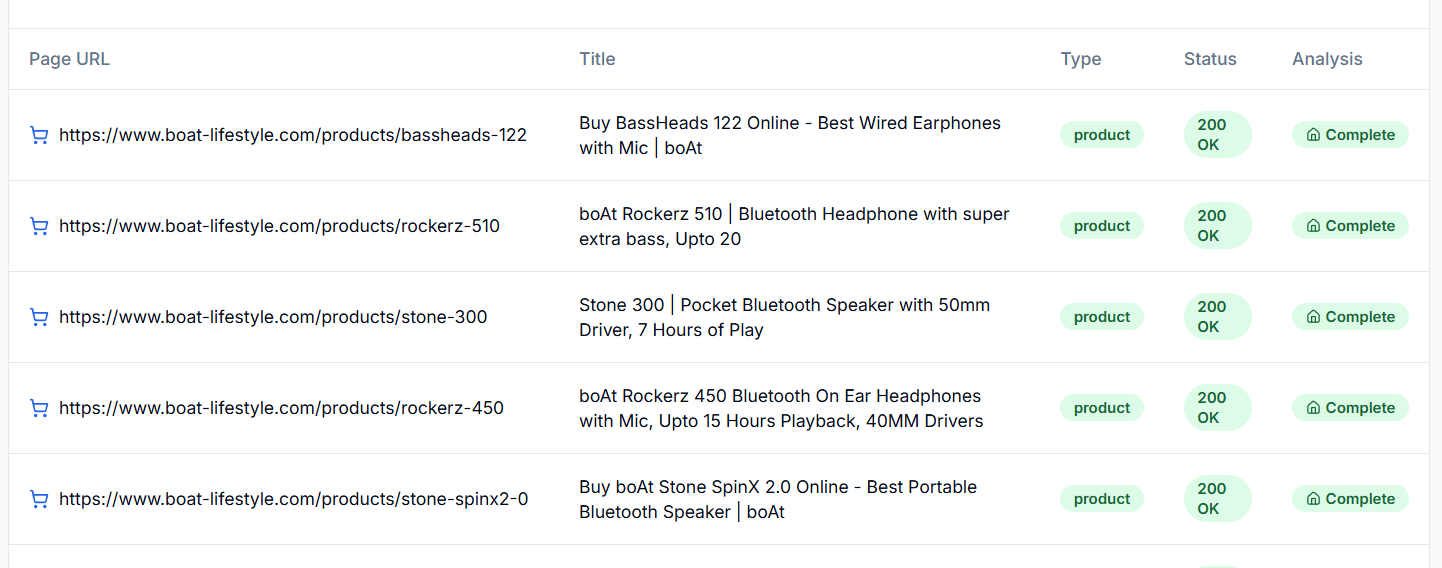 Page URL Title Type Status Analysis
https://www.boat-lifestyle.com/products/bassheads-122
Buy BassHeads 122 Online - Best Wired Earphones
with Mic | boAt
product
200
OK
Complete
https://www.boat-lifestyle.com/products/rockerz-510
boAt Rockerz 510 | Bluetooth Headphone with super
extra bass, Upto 20
product
200
OK
Complete
https://www.boat-lifestyle.com/products/stone-300
Stone 300 | Pocket Bluetooth Speaker with 50mm
Driver, 7 Hours of Play
product
200
OK
Complete
https://www.boat-lifestyle.com/products/rockerz-450
boAt Rockerz 450 Bluetooth On Ear Headphones
with Mic, Upto 15 Hours Playback, 40MM Drivers
product
200
OK
Complete
https://www.boat-lifestyle.com/products/stone-spinx2-0
Buy boAt Stone SpinX 2.0 Online - Best Portable
Bluetooth Speaker | boAt
product
200
OK
Complete